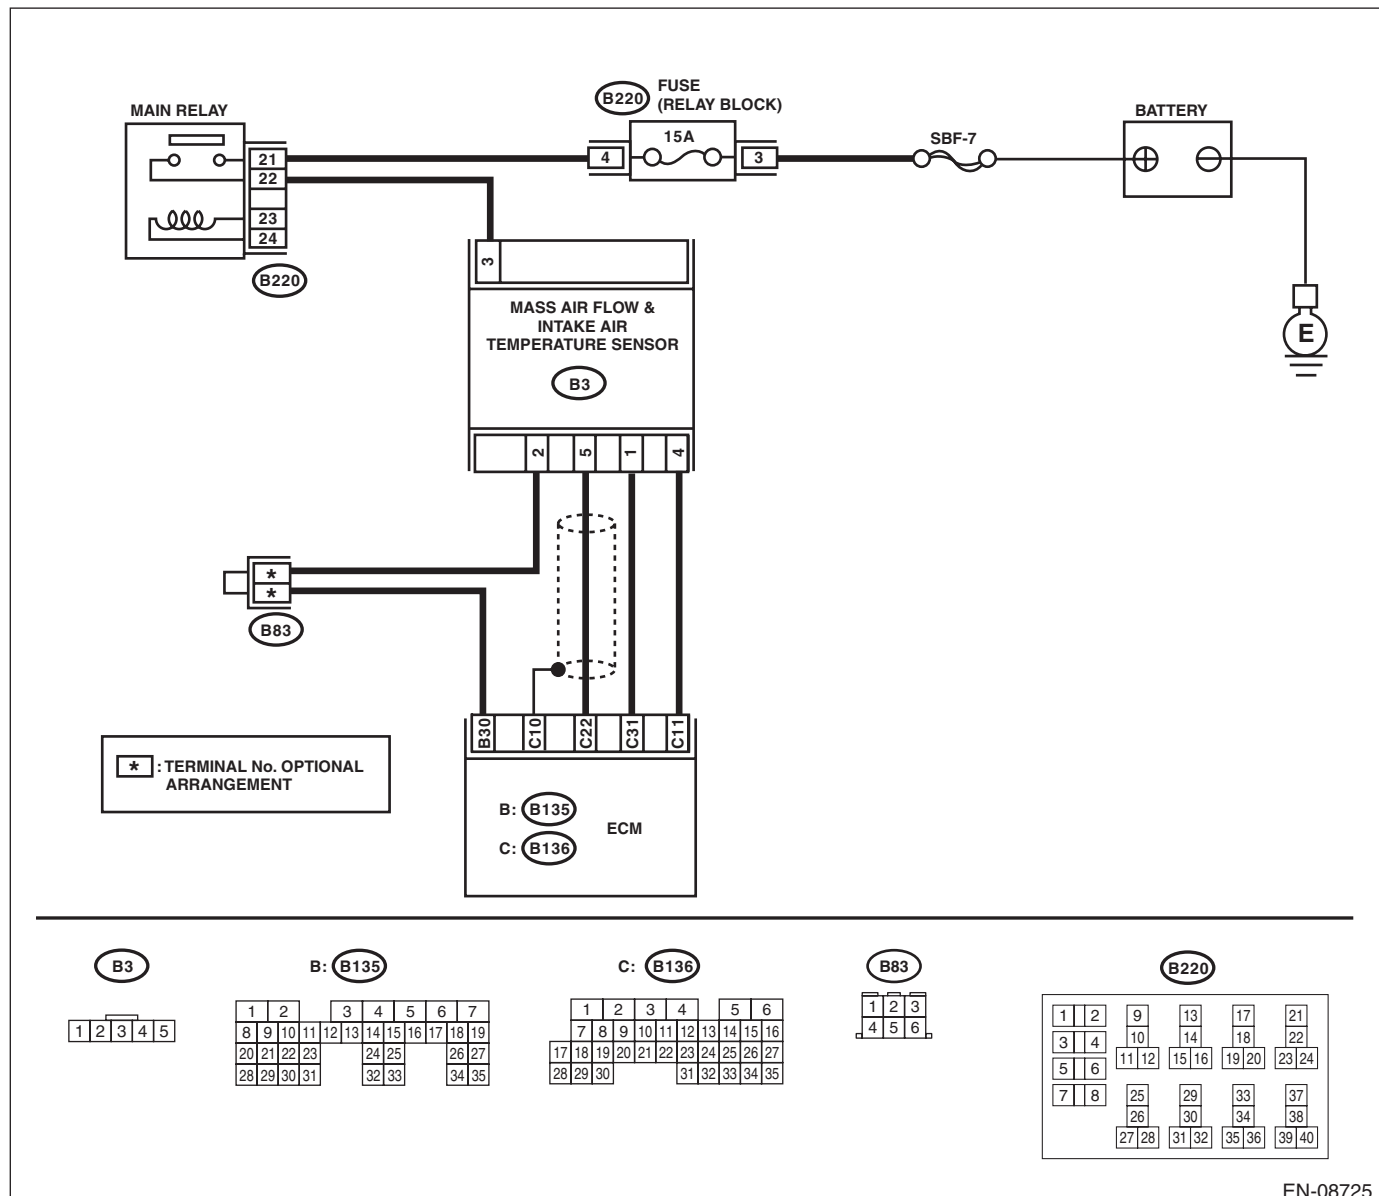 FUSE
B220
(RELAY BLOCK)
MAIN RELAY
BATTERY
15A
SBF-7
21
4
3
22
23
24
B220
3
MASS AIR FLOW &
INTAKE AIR
TEMPERATURE SENSOR
E
B3
2 5 1 4
*
*
B83
B30 C10 C22 C31 C11
* : TERMINAL No. OPTIONAL
ARRANGEMENT
B: B135
ECM
C: B136
B3
B: B135
C: B136
B83
B220
1 2 3 4 5
1 2 3 4 5 6 7
8 9 10 11 12 13 14 15 16 17 18 19
20 21 22 23 24 25 26 27
28 29 30 31 32 33 34 35
1 2 3 4 5 6
7 8 9 10 11 12 13 14 15 16
17 18 19 20 21 22 23 24 25 26 27
28 29 30 31 32 33 34 35
1 2 3
4 5 6
1 2 9 13 17 21
3 4 10 14 18 22
11 12 15 16 19 20 23 24
5 6
7 8 25 29 33 37
26 30 34 38
27 28 31 32 35 36 39 40
EN-08725